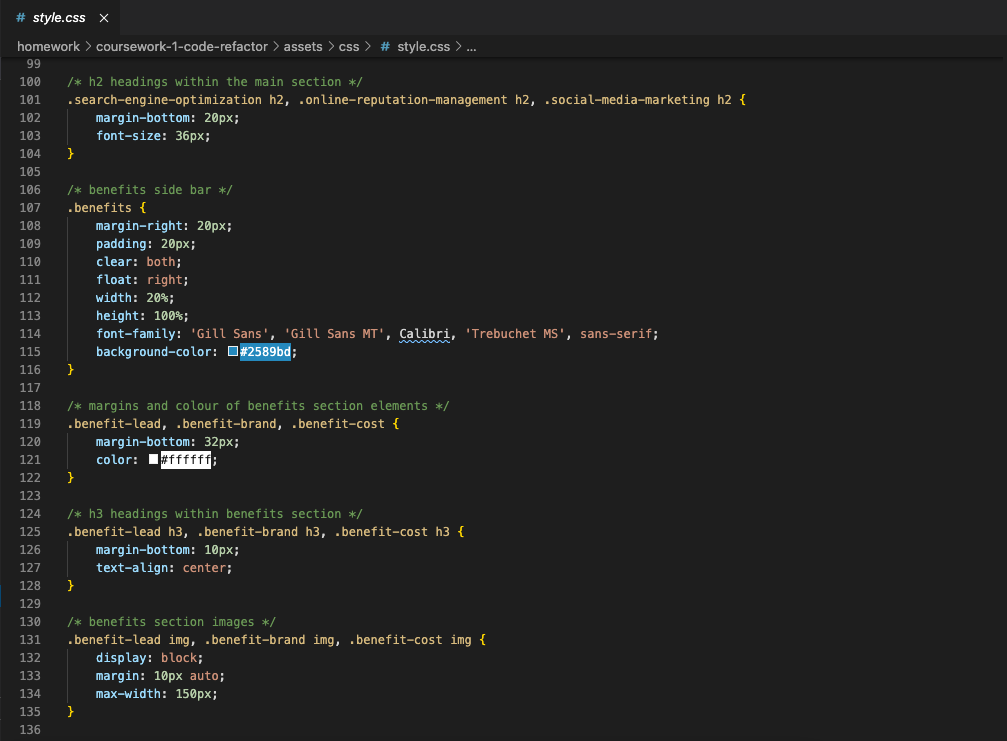 # style.css ×
homework > coursework-1-code-refactor > assets > css > # style.css > ...
99
100 /* h2 headings within the main section */
101 .search-engine-optimization h2, .online-reputation-management h2, .social-media-marketing h2 {
102     margin-bottom: 20px;
103     font-size: 36px;
104 }
105
106 /* benefits side bar */
107 .benefits {
108     margin-right: 20px;
109     padding: 20px;
110     clear: both;
111     float: right;
112     width: 20%;
113     height: 100%;
114     font-family: 'Gill Sans', 'Gill Sans MT', Calibri, 'Trebuchet MS', sans-serif;
115     background-color: #2589bd;
116 }
117
118 /* margins and colour of benefits section elements */
119 .benefit-lead, .benefit-brand, .benefit-cost {
120     margin-bottom: 32px;
121     color: #ffffff;
122 }
123
124 /* h3 headings within benefits section */
125 .benefit-lead h3, .benefit-brand h3, .benefit-cost h3 {
126     margin-bottom: 10px;
127     text-align: center;
128 }
129
130 /* benefits section images */
131 .benefit-lead img, .benefit-brand img, .benefit-cost img {
132     display: block;
133     margin: 10px auto;
134     max-width: 150px;
135 }
136